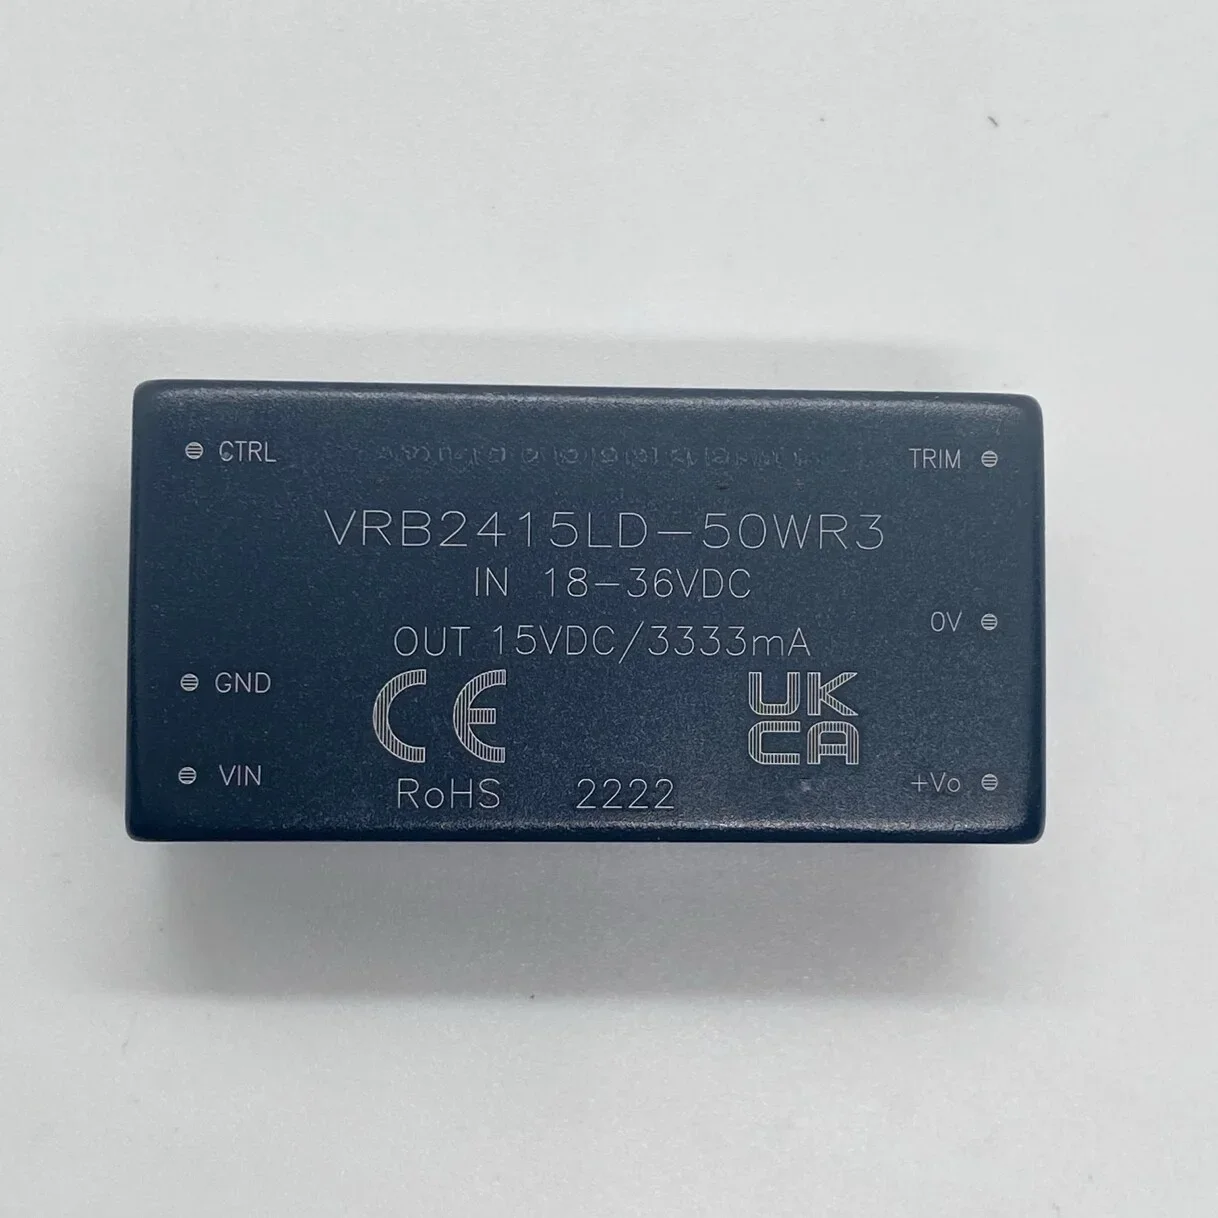 CTRL
TRIM
VRB2415LD-50WR3
IN 18-36VDC
0V
OUT 15VDC/3333mA
GND
CE
UK
CA
VIN
+Vo
RoHS 2222